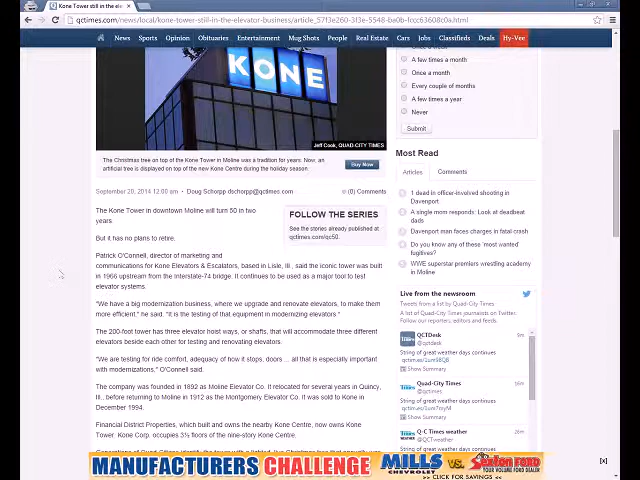 Kone Tower still in the ele
qctimes.com/news/local/kone-tower-still-in-the-elevator-business/article_57f3e260-3f3e-5548-ba0b-fccc63608c0a.html
News Sports Opinion Obituaries Entertainment Mug Shots People Real Estate Cars Jobs Classifieds Deals Hy-Vee
KONE
Jeff Cook, QUAD-CITY TIMES
The Christmas tree on top of the Kone Tower in Moline was a tradition for years. Now, an
artificial tree is displayed on top of the new Kone Centre during the holiday season.
Buy Now
September 20, 2014 12:00 am • Doug Schorpp dschorpp@qctimes.com
(0) Comments
The Kone Tower in downtown Moline will turn 50 in two
years.
But it has no plans to retire.
FOLLOW THE SERIES
See the stories already published at
qctimes.com/qc50.
Patrick O'Connell, director of marketing and
communications for Kone Elevators & Escalators, based in Lisle, Ill., said the iconic tower was built
in 1966 upstream from the Interstate-74 bridge. It continues to be used as a major tool to test
elevator systems.
"We have a big modernization business, where we upgrade and renovate elevators, to make them
more efficient," he said. "It is the testing of that equipment in modernizing elevators."
The 200-foot tower has three elevator hoist ways, or shafts, that will accommodate three different
elevators beside each other for testing and renovating elevators.
"We are testing for ride comfort, adequacy of how it stops, doors ... all that is especially important
with modernizations," O'Connell said.
The company was founded in 1892 as Moline Elevator Co. It relocated for several years in Quincy,
Ill., before returning to Moline in 1912 as the Montgomery Elevator Co. It was sold to Kone in
December 1994.
Financial District Properties, which built and owns the nearby Kone Centre, now owns Kone
Tower. Kone Corp. occupies 3½ floors of the nine-story Kone Centre.
A few times a month
Once a month
Every couple of months
A few times a year
Never
Submit
Most Read
Articles Comments
1 dead in officer-involved shooting in
Davenport
A single mom responds: Look at deadbeat
dads
Davenport man faces charges in fatal crash
Do you know any of these 'most wanted'
fugitives?
WWE superstar premieres wrestling academy
in Moline
Live from the newsroom
Tweets from a list by Quad-City Times
A list of Quad-City Times journalists on Twitter.
Follow our reporters, editors and feeds.
QCTDesk
@qctdesk
String of great weather days continues
Show Summary
Quad-City Times
@qctimes
String of great weather days continues
Show Summary
Q-C Times weather
@QCTweather
String of great weather days continues
MANUFACTURERS CHALLENGE MILLS CHEVROLET VS. Sexton FORD
YOUR VOLUME FORD DEALER
>> CLICK FOR SAVINGS <<
[X]